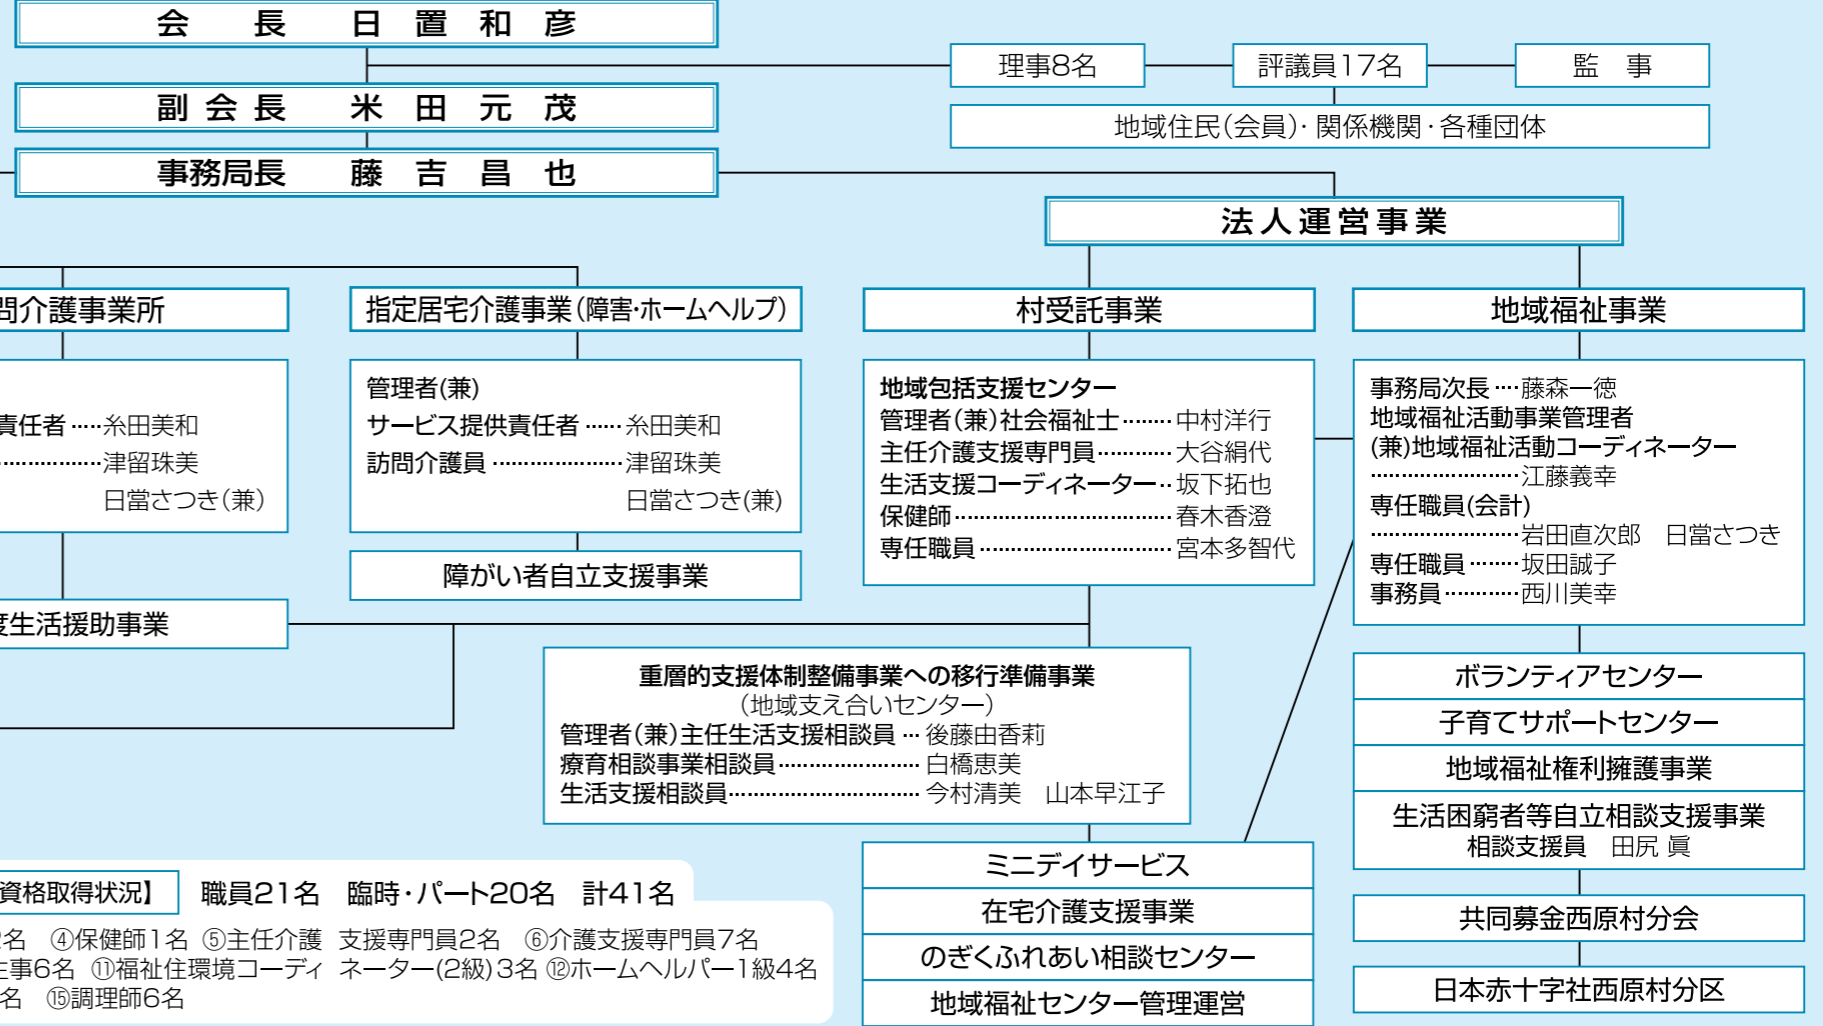 会長 日置和彦
理事8名
評議員17名
監事
副会長 米田元茂
地域住民(会員)・関係機関・各種団体
事務局長 藤吉昌也
法人運営事業
問介護事業所
責任者 ····· 糸田美和
·················· 津留珠美
日當さつき(兼)
度生活援助事業
指定居宅介護事業(障害・ホームヘルプ)
管理者(兼)
サービス提供責任者 ······ 糸田美和
訪問介護員 ····················· 津留珠美
日當さつき(兼)
障がい者自立支援事業
村受託事業
地域包括支援センター
管理者(兼)社会福祉士 ········ 中村洋行
主任介護支援専門員 ············ 大谷絹代
生活支援コーディネーター ·· 坂下拓也
保健師 ···································· 春木香澄
専任職員 ································ 宮本多智代
地域福祉事業
事務局次長 ···· 藤森一徳
地域福祉活動事業管理者
(兼)地域福祉活動コーディネーター
························ 江藤義幸
専任職員(会計)
························ 岩田直次郎 日當さつき
専任職員 ········ 坂田誠子
事務員 ············ 西川美幸
重層的支援体制整備事業への移行準備事業
(地域支え合いセンター)
管理者(兼)主任生活支援相談員 ··· 後藤由香莉
療育相談事業相談員 ······················· 白橋恵美
生活支援相談員 ······························· 今村清美 山本早江子
ミニデイサービス
在宅介護支援事業
のぎくふれあい相談センター
地域福祉センター管理運営
ボランティアセンター
子育てサポートセンター
地域福祉権利擁護事業
生活困窮者等自立相談支援事業
相談支援員 田尻 眞
共同募金西原村分会
日本赤十字社西原村分区
資格取得状況】 職員21名 臨時・パート20名 計41名
名 ④保健師1名 ⑤主任介護 支援専門員2名 ⑥介護支援専門員7名
主事6名 ⑪福祉住環境コーディ ネーター(2級)3名 ⑫ホームヘルパー1級4名
名 ⑮調理師6名